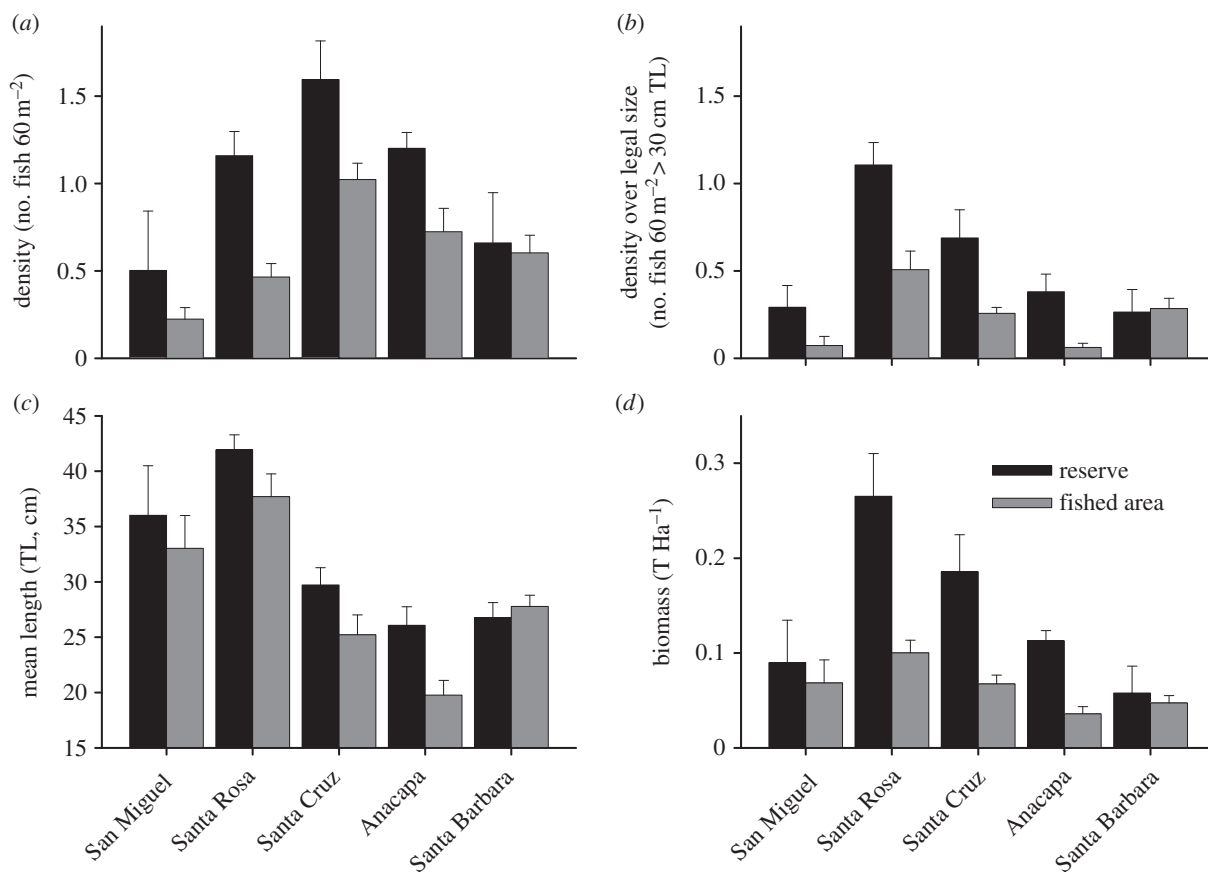 (a)
density (no. fish 60 m⁻²)
1.5
1.0
0.5
0
(b)
density over legal size
(no. fish 60 m⁻² > 30 cm TL)
1.5
1.0
0.5
0
(c)
mean length (TL, cm)
45
40
35
30
25
20
15
San Miguel
Santa Rosa
Santa Cruz
Anacapa
Santa Barbara
(d)
biomass (T Ha⁻¹)
0.3
0.2
0.1
0
reserve
fished area
San Miguel
Santa Rosa
Santa Cruz
Anacapa
Santa Barbara